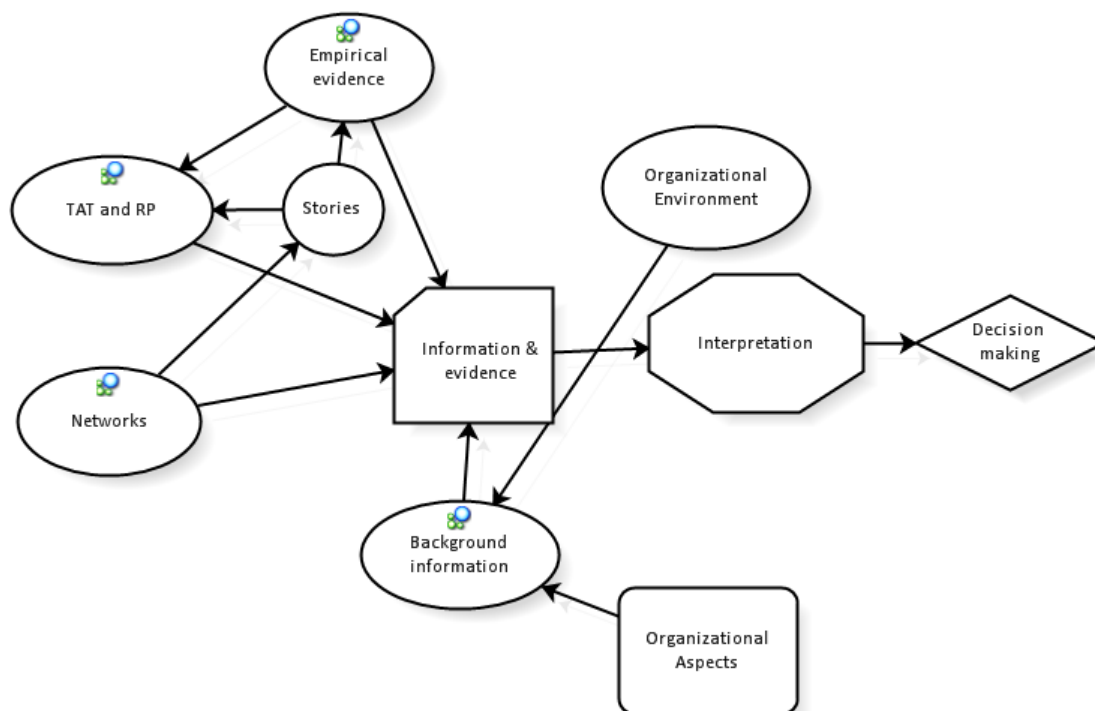 Empirical
evidence
TAT and RP
Stories
Organizational
Environment
Networks
Information &
evidence
Interpretation
Decision
making
Background
information
Organizational
Aspects